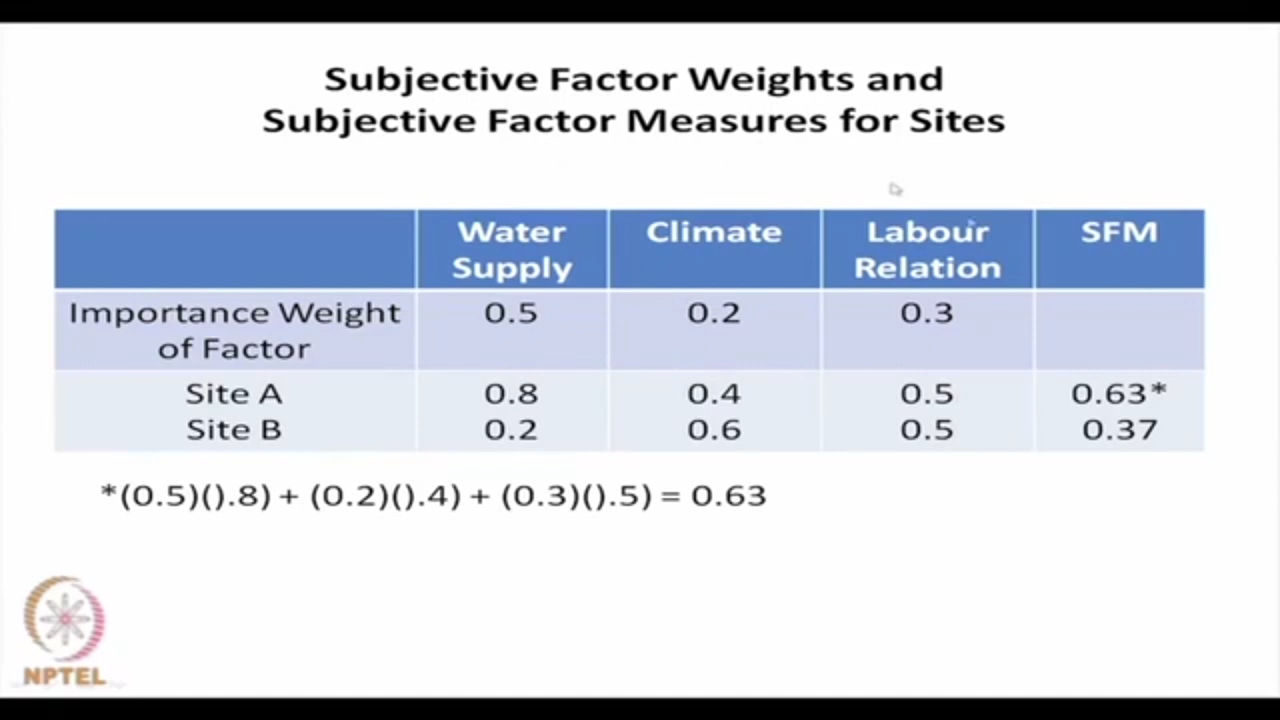 Subjective Factor Weights and
Subjective Factor Measures for Sites
Water Supply Climate Labour Relation SFM
Importance Weight of Factor 0.5 0.2 0.3
Site A 0.8 0.4 0.5 0.63*
Site B 0.2 0.6 0.5 0.37
*(0.5)().8) + (0.2)().4) + (0.3)().5) = 0.63
NPTEL